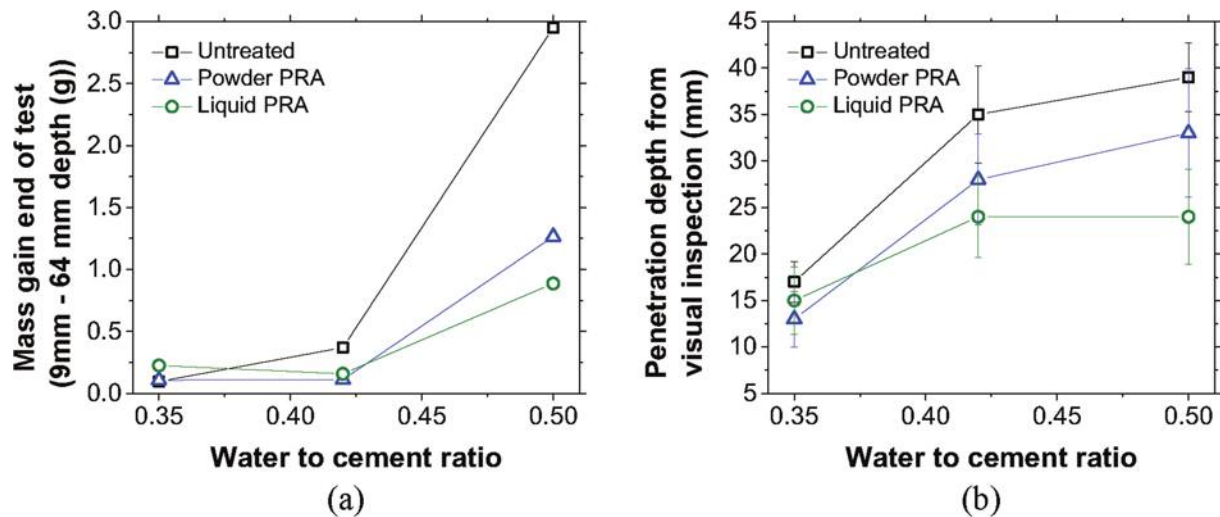 Mass gain end of test
(9mm - 64 mm depth (g))
3.0
2.5
2.0
1.5
1.0
0.5
0.0
Untreated
Powder PRA
Liquid PRA
0.35
0.40
0.45
0.50
Water to cement ratio
(a)
Penetration depth from
visual inspection (mm)
45
40
35
30
25
20
15
10
5
Untreated
Powder PRA
Liquid PRA
0.35
0.40
0.45
0.50
Water to cement ratio
(b)